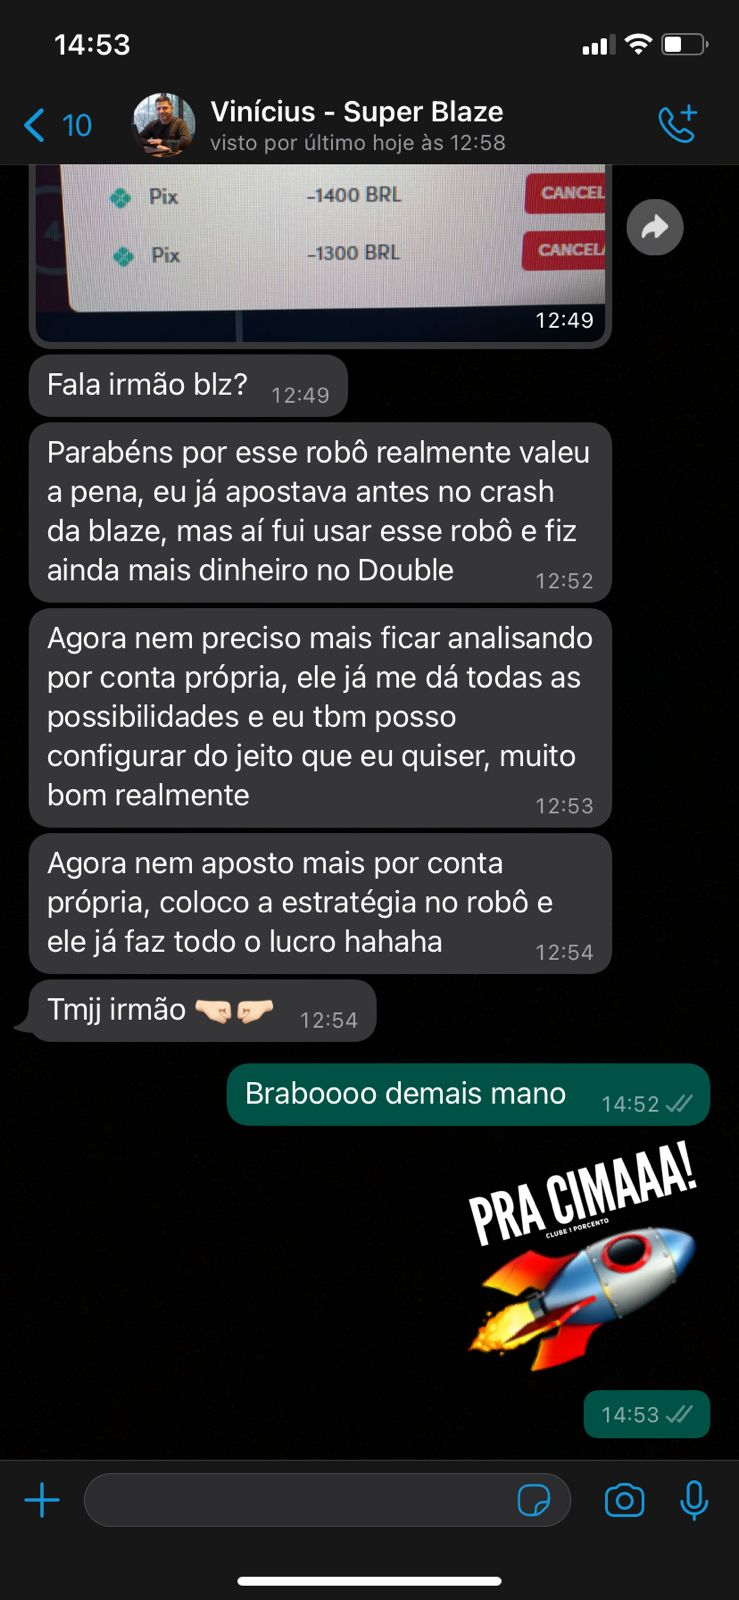 14:53
10
Vinícius - Super Blaze
visto por último hoje às 12:58
Pix -1400 BRL
Pix -1300 BRL
12:49
Fala irmão blz? 12:49
Parabéns por esse robô realmente valeu
a pena, eu já apostava antes no crash
da blaze, mas aí fui usar esse robô e fiz
ainda mais dinheiro no Double 12:52
Agora nem preciso mais ficar analisando
por conta própria, ele já me dá todas as
possibilidades e eu tbm posso
configurar do jeito que eu quiser, muito
bom realmente 12:53
Agora nem aposto mais por conta
própria, coloco a estratégia no robô e
ele já faz todo o lucro hahaha 12:54
Tmjj irmão 🤜🏻🤛🏻 12:54
Braboooo demais mano 14:52
PRA CIMAAA!
CLUBE 1 PORCENTO
14:53